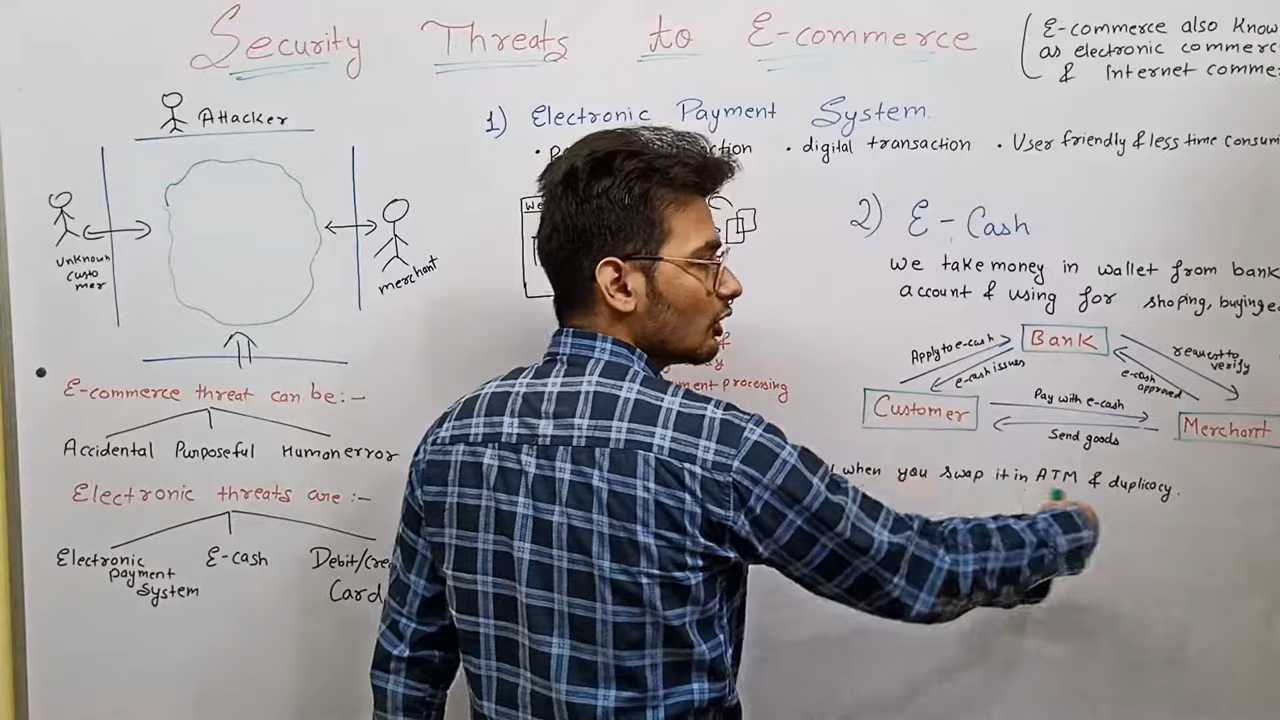 Security Threats to E-commerce
E-commerce also Know
as electronic commerc
& Internet comme
Attacker
Unknown
custo
mer
merchant
• E-commerce threat can be:-
Accidental Purposeful Human error
Electronic threats are:-
Electronic
payment
System
E-cash
Debit/Cre
Card
1) Electronic Payment System.
• digital transaction • User friendly & less time consum
ment processing
2) E-Cash
we take money in wallet from bank
account & using for shoping, buying
Bank
Apply to e-cash
e-cash issues
request to
verify
e-cash
approved
Customer
Pay with e-cash
Send goods
Merchant
when you swap it in ATM & duplicacy.